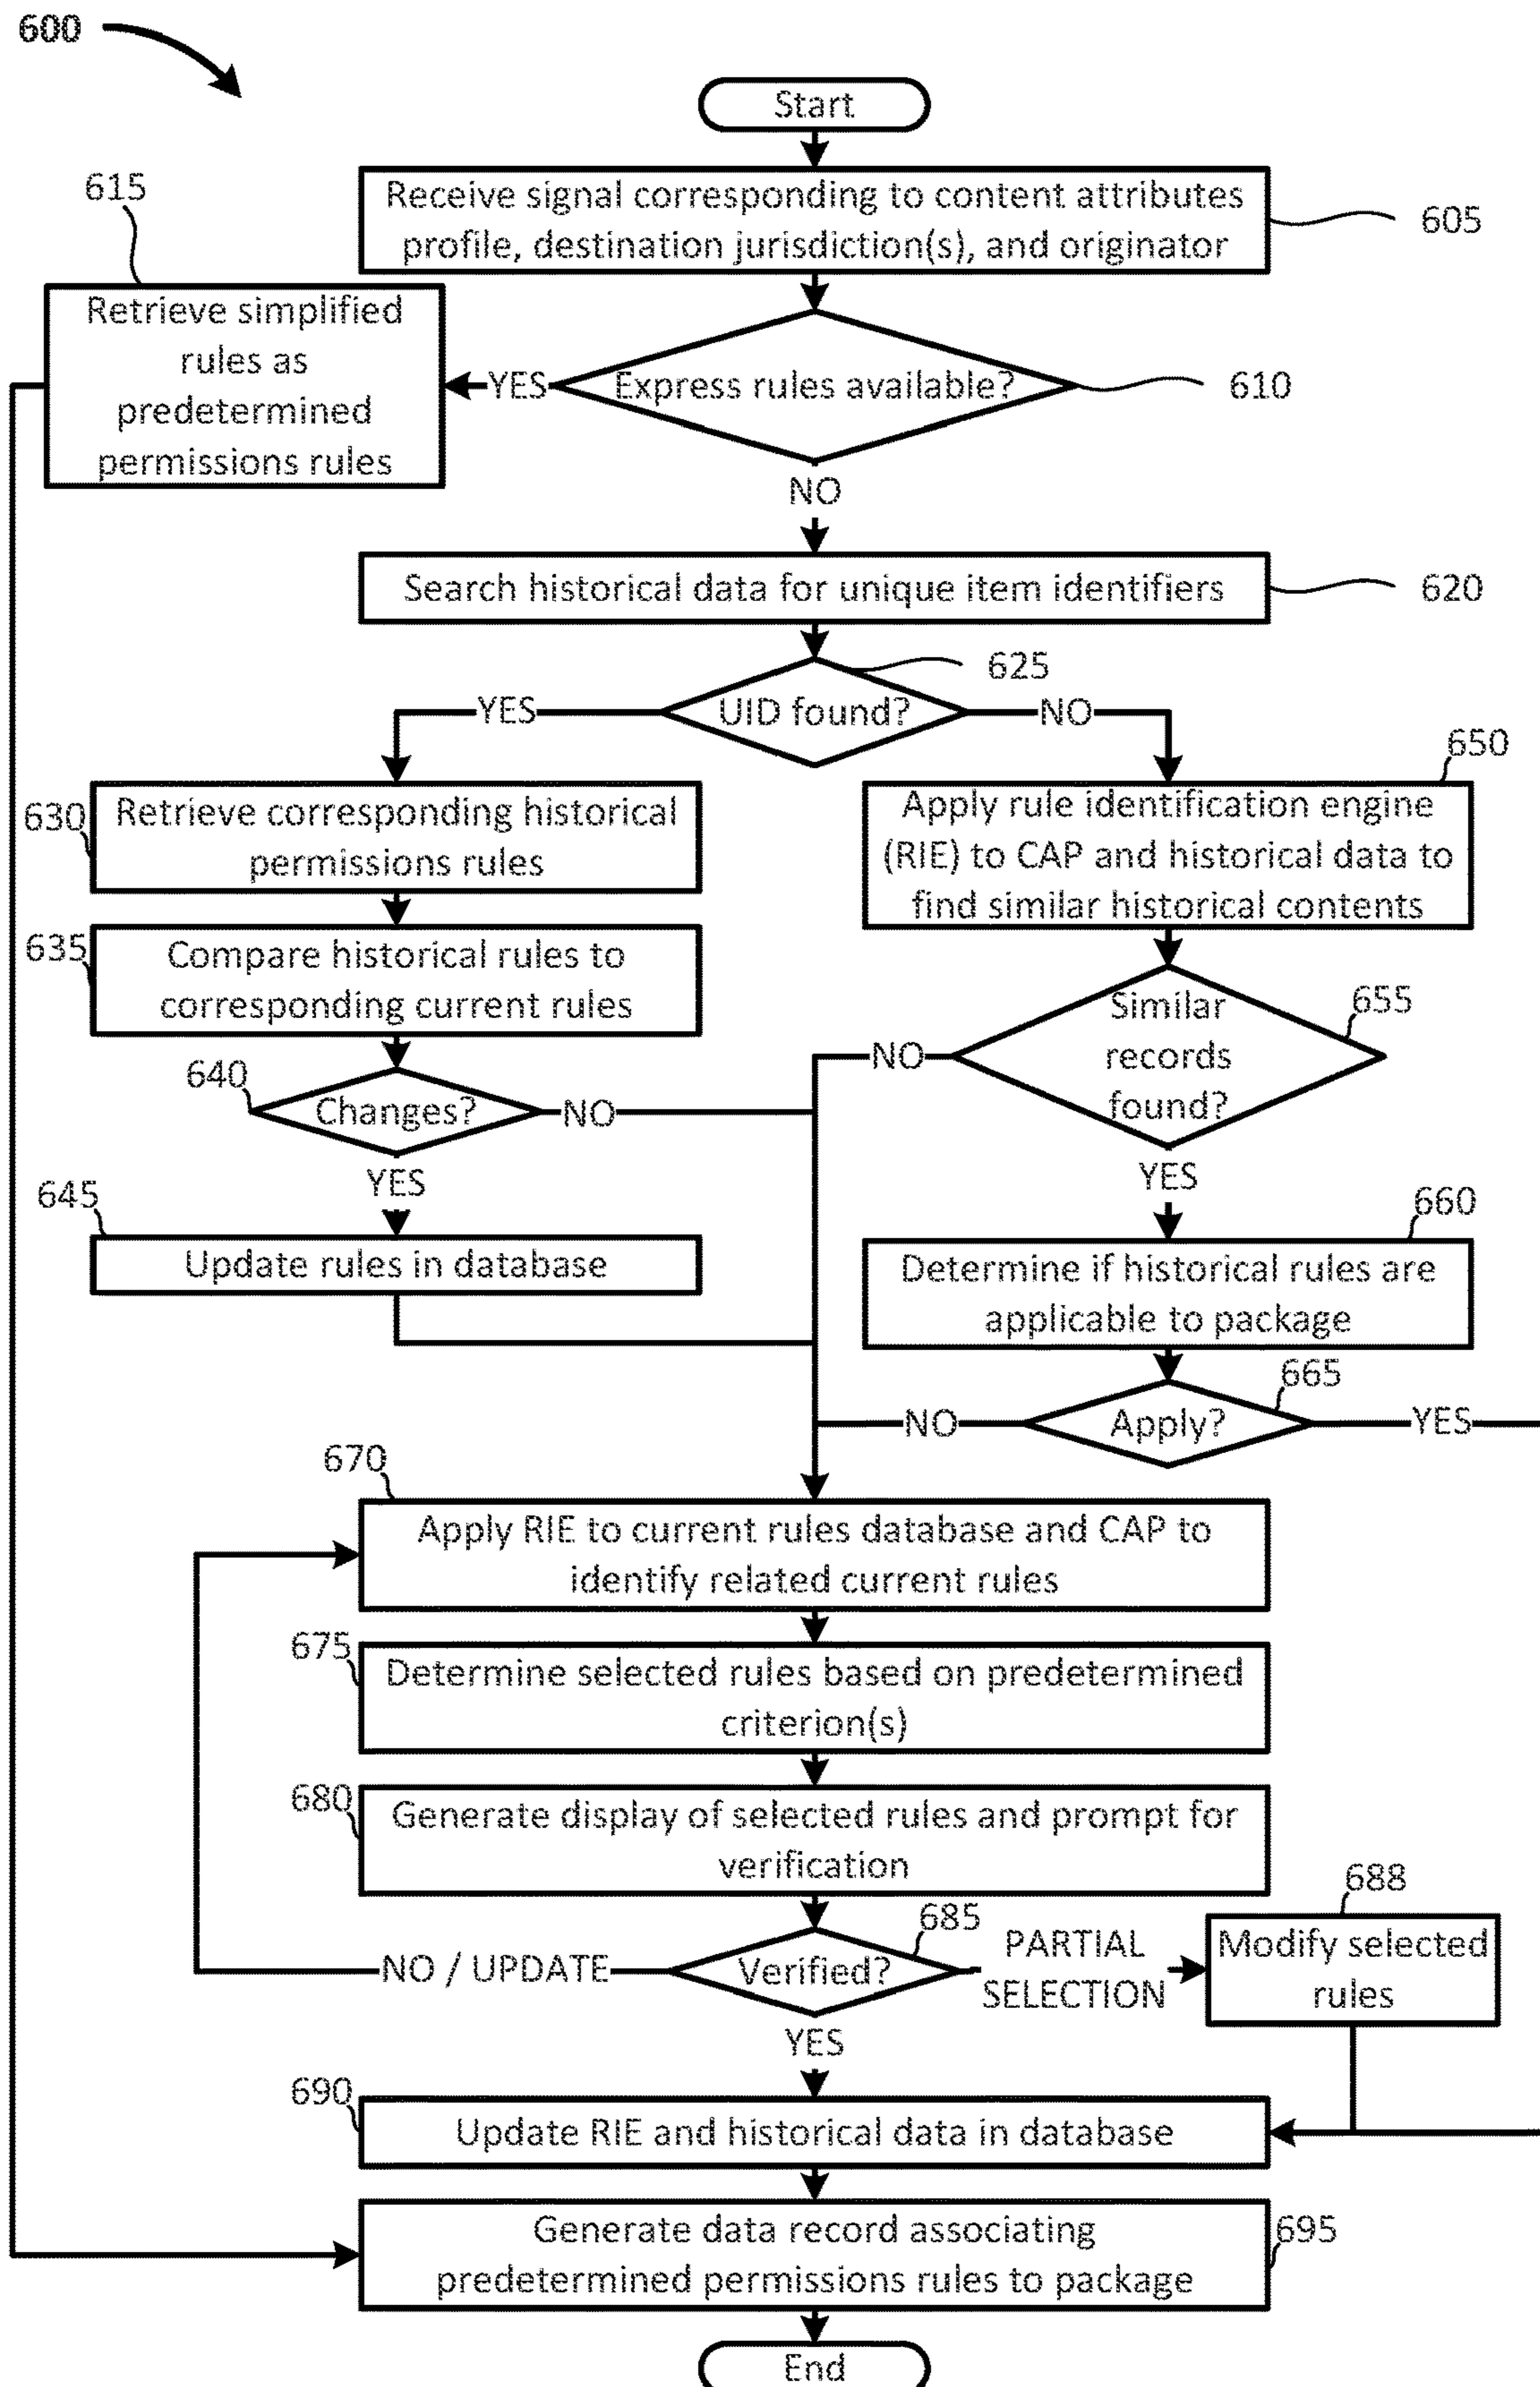 600
Start
Receive signal corresponding to content attributes
profile, destination jurisdiction(s), and originator
605
615
Retrieve simplified
rules as
predetermined
permissions rules
YES
Express rules available?
610
NO
Search historical data for unique item identifiers
620
625
YES
UID found?
NO
650
630
Retrieve corresponding historical
permissions rules
Apply rule identification engine
(RIE) to CAP and historical data to
find similar historical contents
635
Compare historical rules to
corresponding current rules
655
Similar
records
found?
NO
640
Changes?
NO
YES
YES
645
Update rules in database
660
Determine if historical rules are
applicable to package
665
NO
Apply?
YES
670
Apply RIE to current rules database and CAP to
identify related current rules
675
Determine selected rules based on predetermined
criterion(s)
680
Generate display of selected rules and prompt for
verification
685
688
NO / UPDATE
Verified?
PARTIAL
SELECTION
Modify selected
rules
YES
690
Update RIE and historical data in database
Generate data record associating
predetermined permissions rules to package
695
End